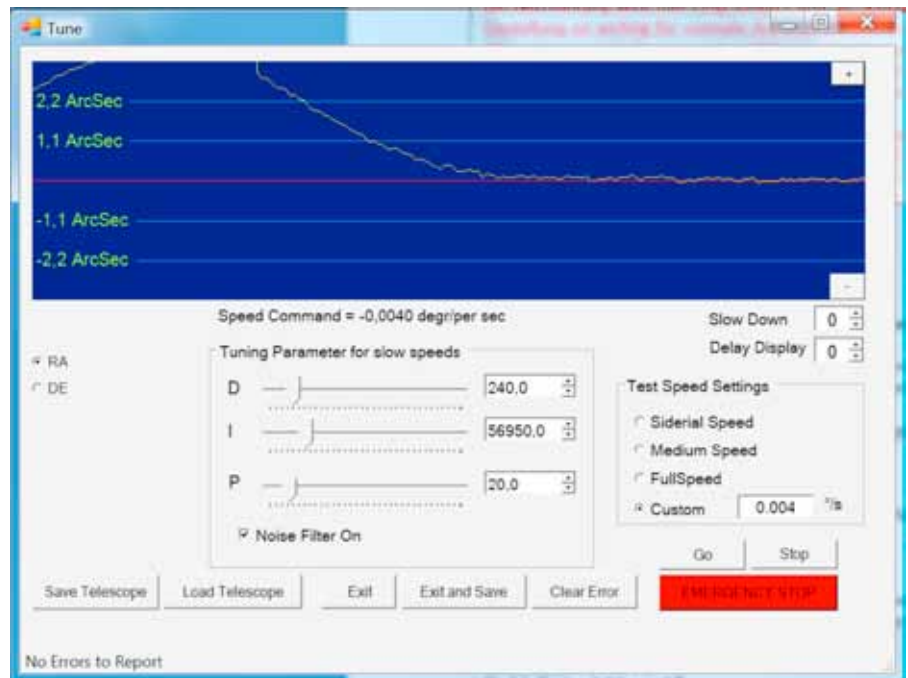 Tune
+
2,2 ArcSec
1,1 ArcSec
-1,1 ArcSec
-2,2 ArcSec
-
Speed Command = -0,0040 degr/per sec
Slow Down 0
Delay Display 0
RA
DE
Tuning Parameter for slow speeds
D 240,0
I 56950,0
P 20,0
Noise Filter On
Test Speed Settings
Siderial Speed
Medium Speed
FullSpeed
Custom 0.004 °/s
Go Stop
Save Telescope Load Telescope Exit Exit and Save Clear Error EMERGENCY STOP
No Errors to Report